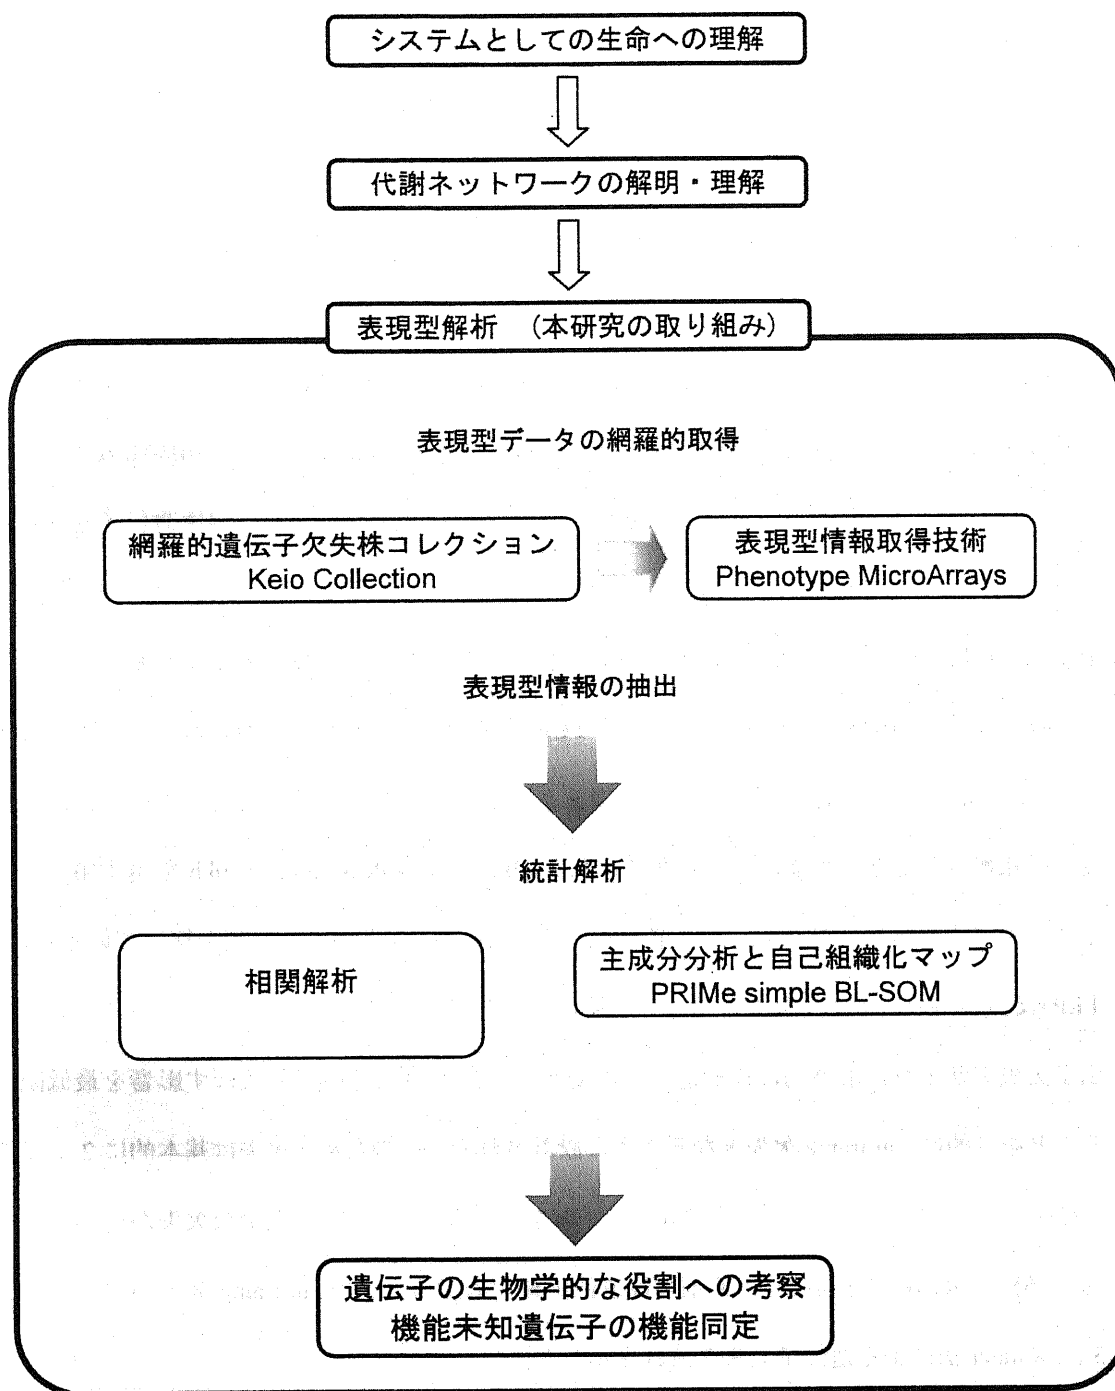 システムとしての生命への理解
代謝ネットワークの解明・理解
表現型解析 (本研究の取り組み)
表現型データの網羅的取得
網羅的遺伝子欠失株コレクション
Keio Collection
表現型情報取得技術
Phenotype MicroArrays
表現型情報の抽出
統計解析
相関解析
主成分分析と自己組織化マップ
PRIMe simple BL-SOM
遺伝子の生物学的な役割への考察
機能未知遺伝子の機能同定